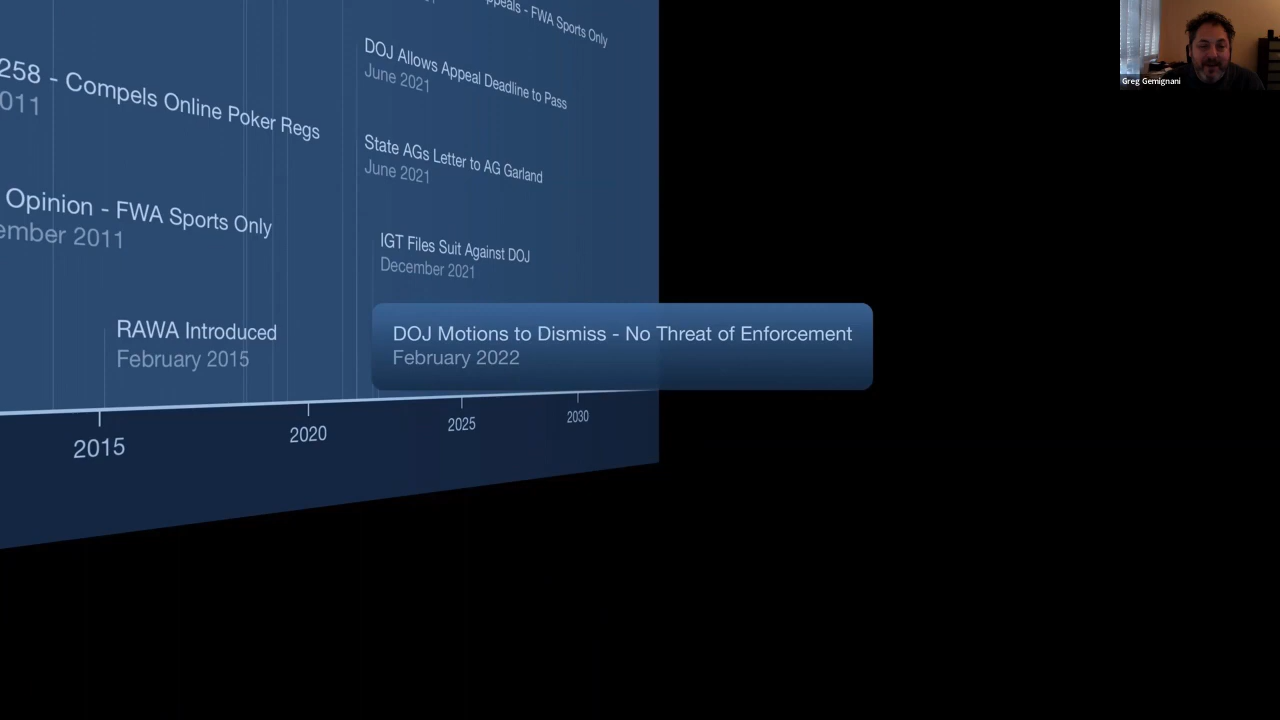 - FWA Sports Only
DOJ Allows Appeal Deadline to Pass
June 2021
258 - Compels Online Poker Regs
2011
State AGs Letter to AG Garland
June 2021
Opinion - FWA Sports Only
ember 2011
IGT Files Suit Against DOJ
December 2021
RAWA Introduced
February 2015
DOJ Motions to Dismiss - No Threat of Enforcement
February 2022
2015
2020
2025
2030
Greg Gemignani